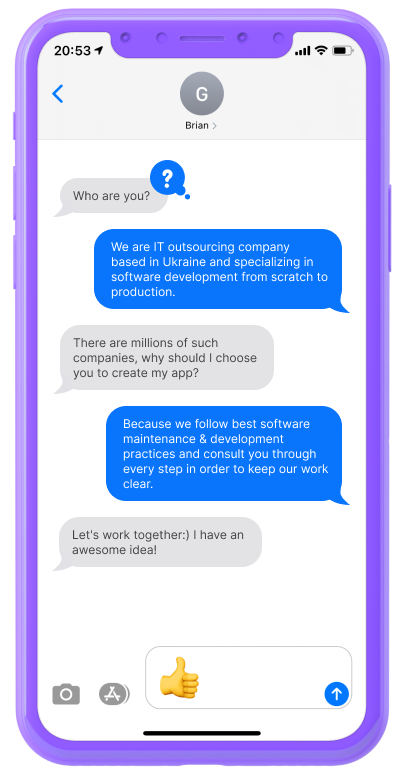 20:53
G
Brian
?
Who are you?
We are IT outsourcing company
based in Ukraine and specializing in
software development from scratch to
production.
There are millions of such
companies, why should I choose
you to create my app?
Because we follow best software
maintenance & development
practices and consult you through
every step in order to keep our work
clear.
Let's work together:) I have an
awesome idea!